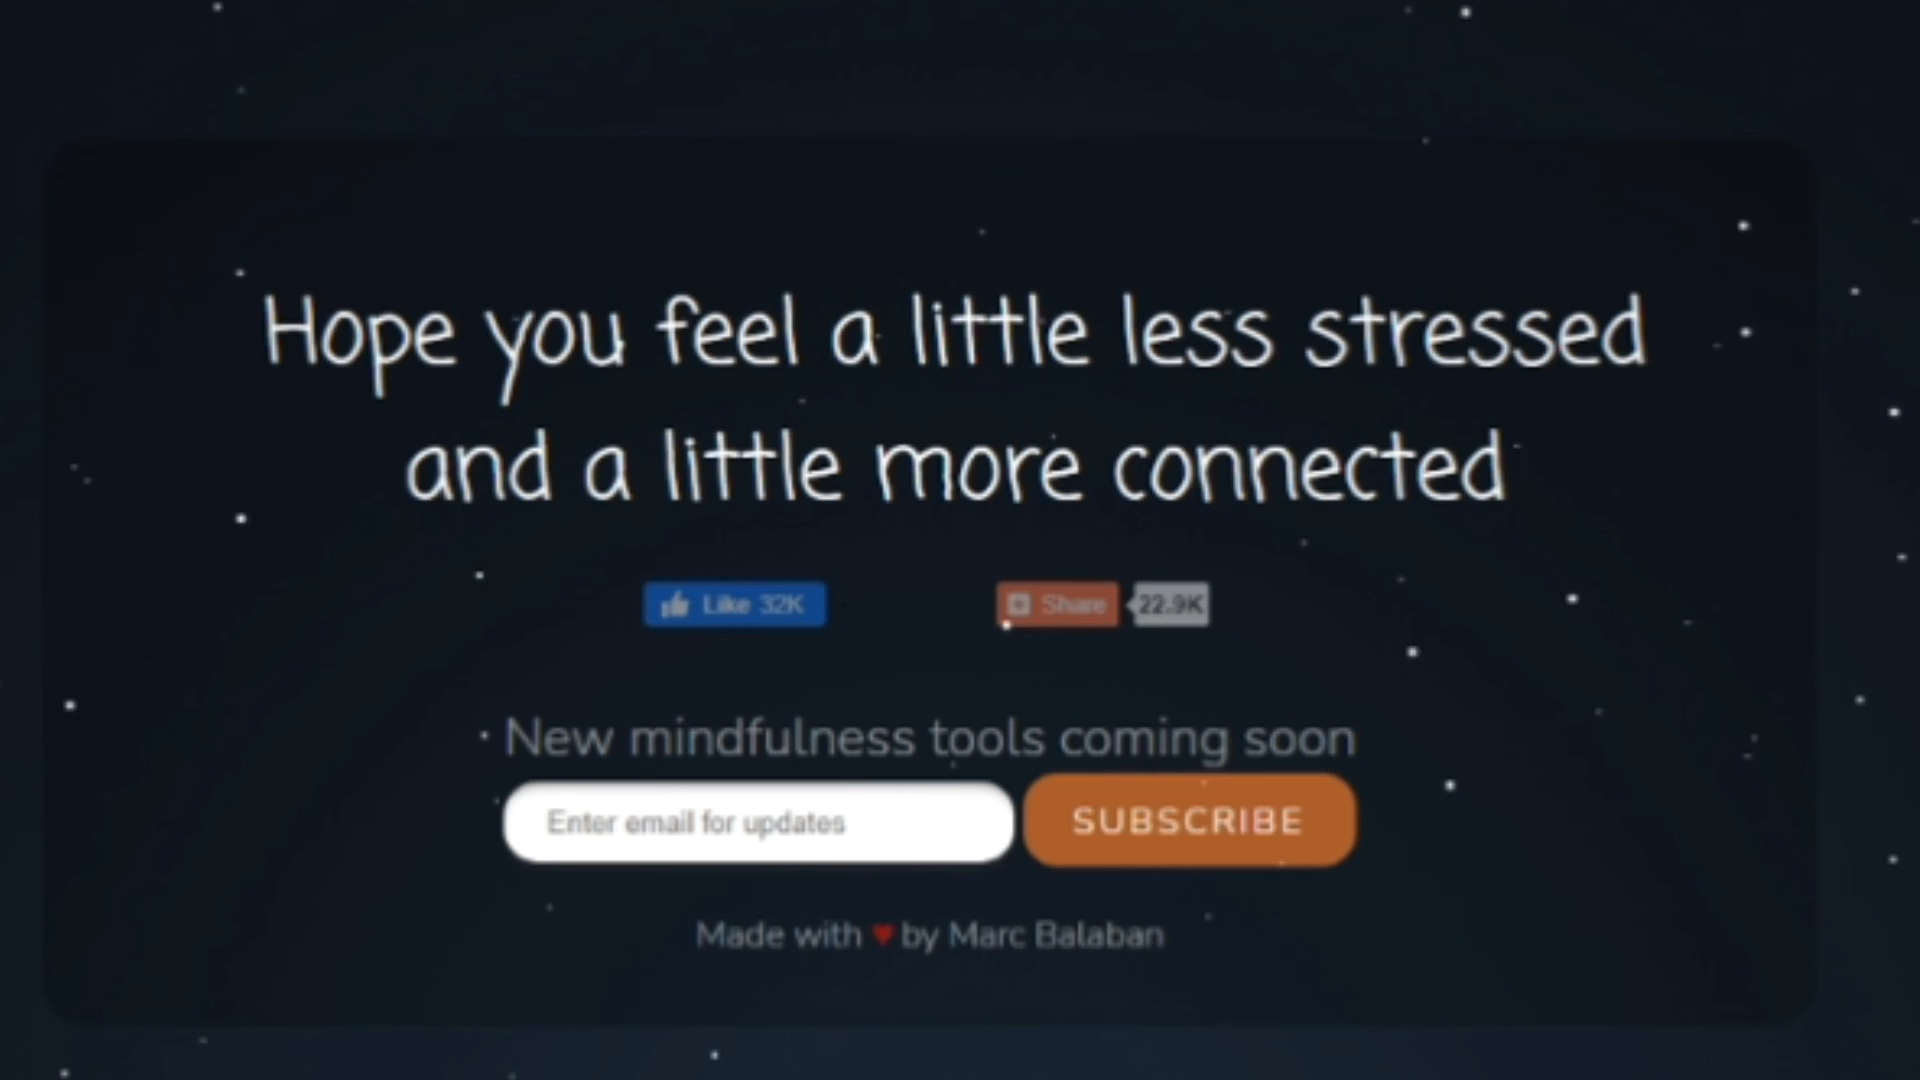 Hope you feel a little less stressed
and a little more connected
Like 32K
Share 22.9K
New mindfulness tools coming soon
Enter email for updates SUBSCRIBE
Made with ♥ by Marc Balaban